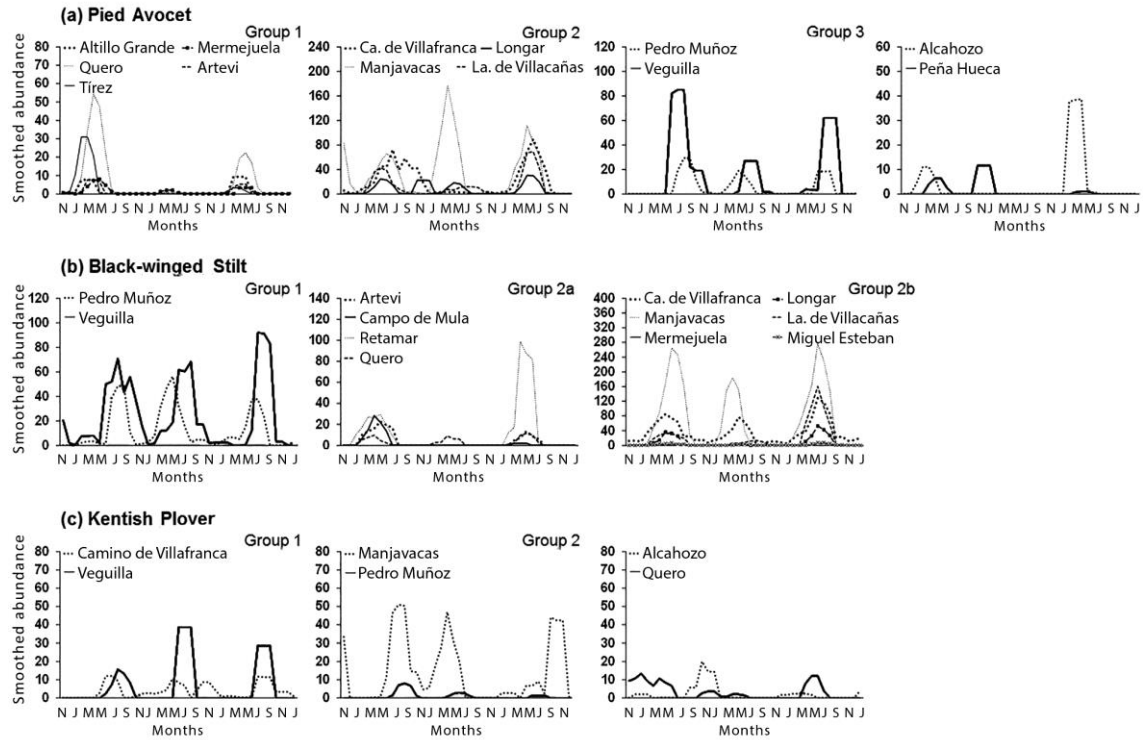 (a) Pied Avocet
Group 1
Altillo Grande Mermejuela
Quero Artevi
Tírez
Smoothed abundance
80
70
60
50
40
30
20
10
0
N J M M J S N J M M J S N J M M J S N
Months
Group 2
Ca. de Villafranca Longar
Manjavacas La. de Villacañas
240
200
160
120
80
40
0
N J M M J S N J M M J S N J M M J S N
Months
Group 3
Pedro Muñoz
Veguilla
120
100
80
60
40
20
0
N J M M J S N J M M J S N J M M J S N
Months
Alcahozo
Peña Hueca
60
50
40
30
20
10
0
N J M M J S N J M M J S N J M M J S N J
Months
(b) Black-winged Stilt
Group 1
Pedro Muñoz
Veguilla
Smoothed abundance
120
100
80
60
40
20
0
N J M M J S N J M M J S N J M M J S N J
Months
Group 2a
Artevi
Campo de Mula
Retamar
Quero
140
120
100
80
60
40
20
0
N J M M J S N J M M J S N J M M J S N J
Months
Group 2b
Ca. de Villafranca Longar
Manjavacas La. de Villacañas
Mermejuela Miguel Esteban
400
360
320
280
240
200
160
120
80
40
0
N J M M J S N J M M J S N J M M J S N J
Months
(c) Kentish Plover
Group 1
Camino de Villafranca
Veguilla
Smoothed abundance
80
70
60
50
40
30
20
10
0
N J M M J S N J M M J S N J M M J S N J
Months
Group 2
Manjavacas
Pedro Muñoz
80
70
60
50
40
30
20
10
0
N J M M J S N J M M J S N J M M J S N
Months
Alcahozo
Quero
80
70
60
50
40
30
20
10
0
N J M M J S N J M M J S N J M M J S N J
Months